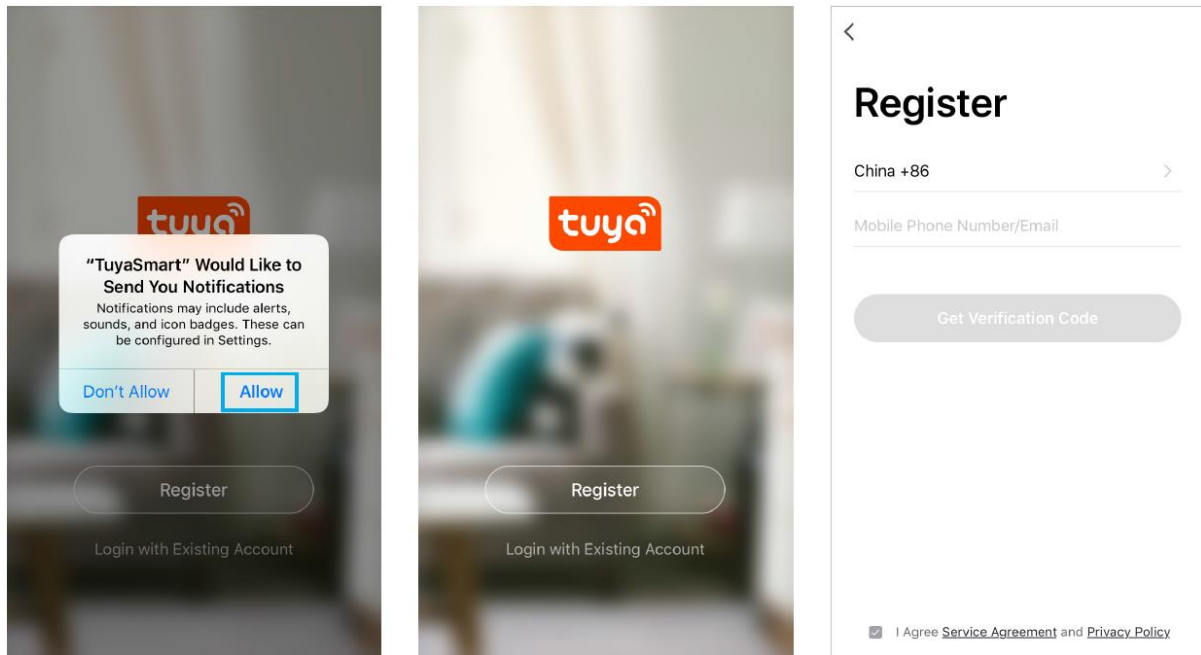 tuya
"TuyaSmart" Would Like to
Send You Notifications
Notifications may include alerts,
sounds, and icon badges. These can
be configured in Settings.
Don't Allow
Allow
Register
Login with Existing Account
tuya
Register
Login with Existing Account
Register
China +86
Mobile Phone Number/Email
Get Verification Code
I Agree Service Agreement and Privacy Policy